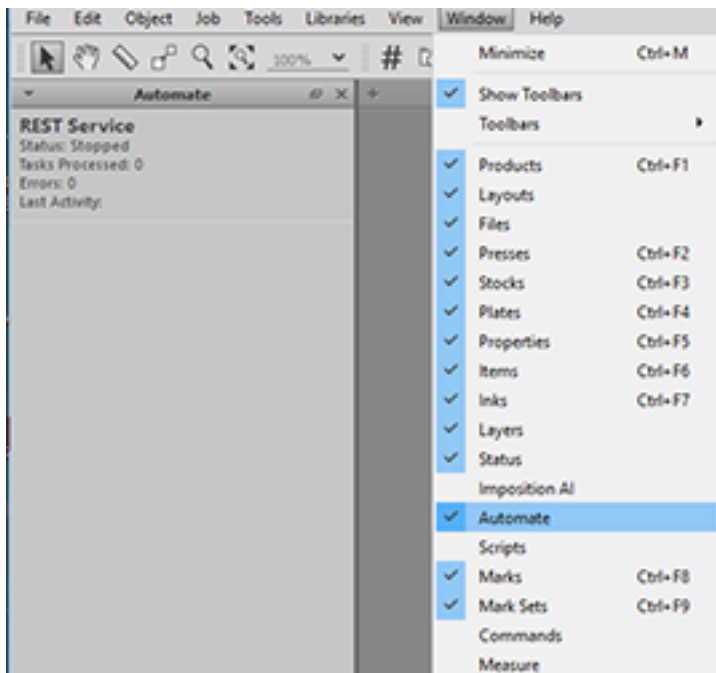 File Edit Object Job Tools Libraries View Window Help
100%
Automate
REST Service
Status: Stopped
Tasks Processed: 0
Errors: 0
Last Activity:
Minimize Ctrl+M
Show Toolbars
Toolbars
Products Ctrl+F1
Layouts
Files
Presses Ctrl+F2
Stocks Ctrl+F3
Plates Ctrl+F4
Properties Ctrl+F5
Items Ctrl+F6
Inks Ctrl+F7
Layers
Status
Imposition AI
Automate
Scripts
Marks Ctrl+F8
Mark Sets Ctrl+F9
Commands
Measure